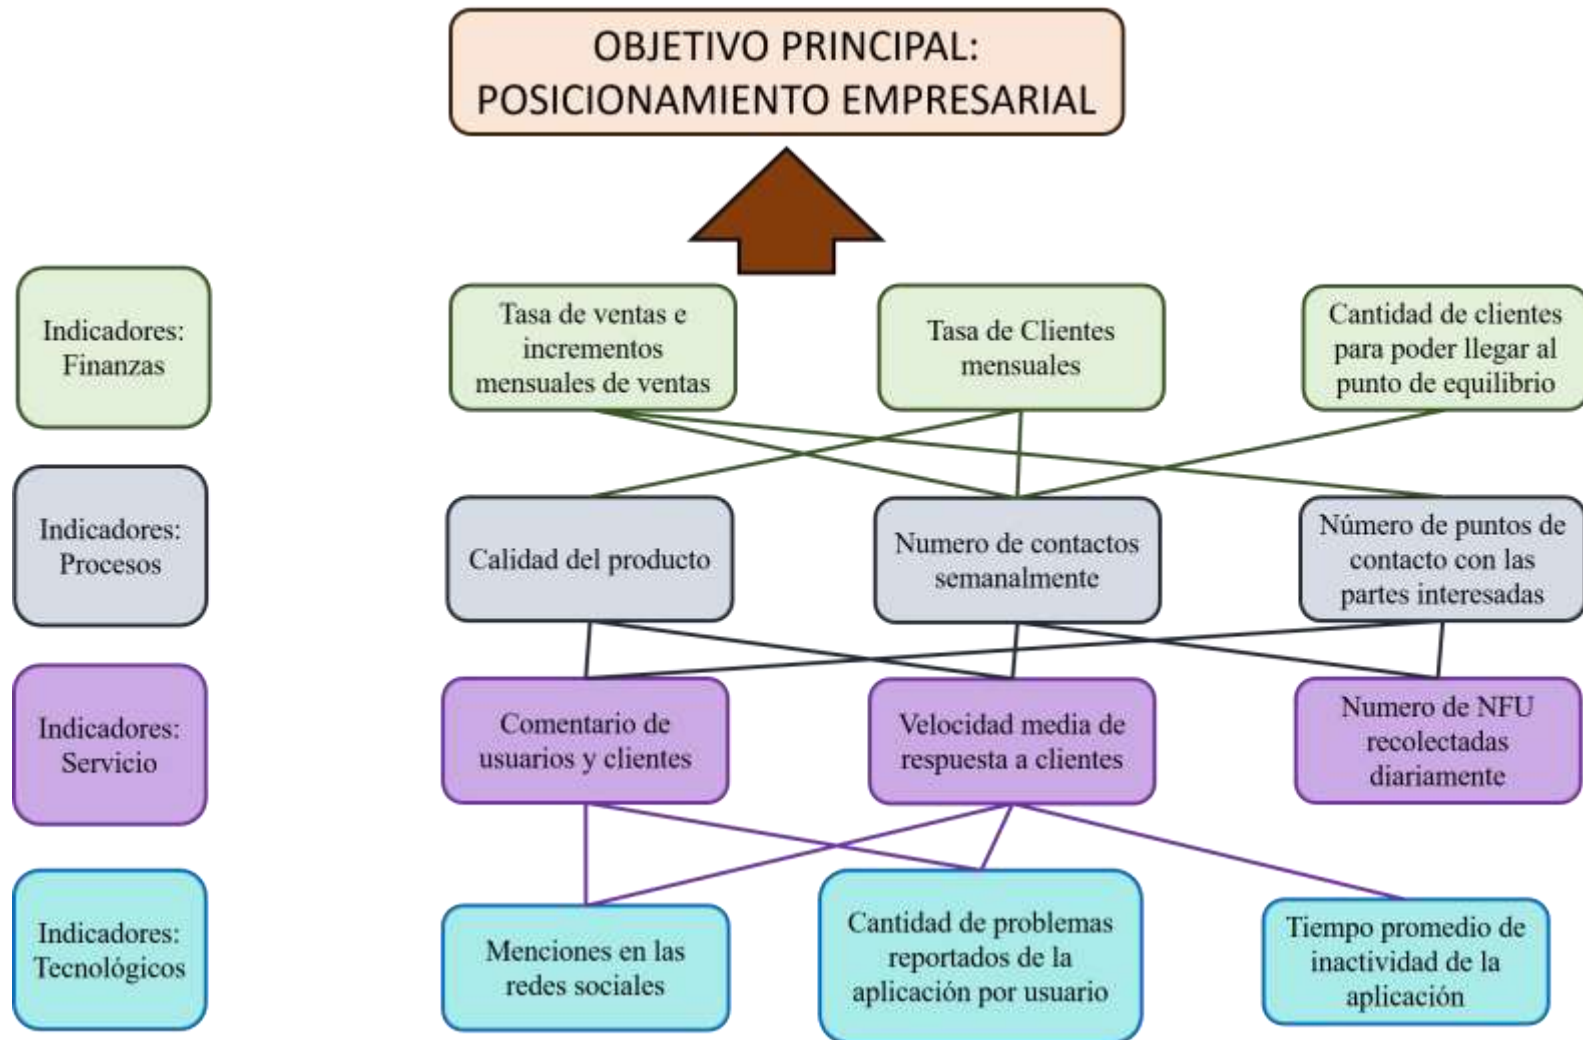 OBJETIVO PRINCIPAL:
POSICIONAMIENTO EMPRESARIAL
Indicadores:
Finanzas
Tasa de ventas e
incrementos
mensuales de ventas
Tasa de Clientes
mensuales
Cantidad de clientes
para poder llegar al
punto de equilibrio
Indicadores:
Procesos
Calidad del producto
Numero de contactos
semanalmente
Número de puntos de
contacto con las
partes interesadas
Indicadores:
Servicio
Comentario de
usuarios y clientes
Velocidad media de
respuesta a clientes
Numero de NFU
recolectadas
diariamente
Indicadores:
Tecnológicos
Menciones en las
redes sociales
Cantidad de problemas
reportados de la
aplicación por usuario
Tiempo promedio de
inactividad de la
aplicación